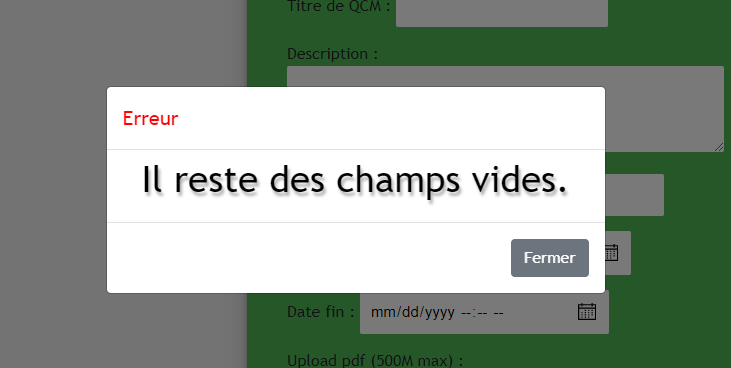 Titre de QCM :
Description :
Erreur
Il reste des champs vides.
Fermer
Date fin : mm/dd/yyyy --:-- --
Upload pdf (500M max) :